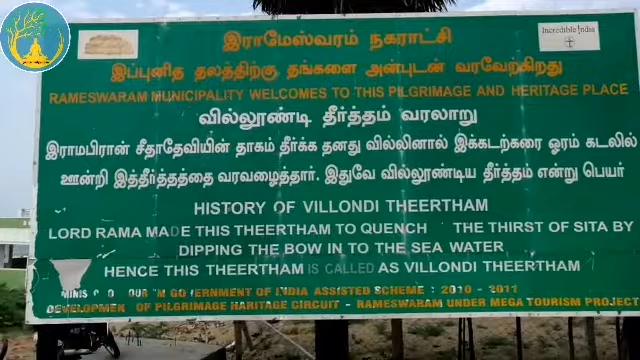 இராமேஸ்வரம் நகராட்சி
Incredible India
இப்புனித தலத்திற்கு தங்களை அன்புடன் வரவேற்கிறது
RAMESWARAM MUNICIPALITY WELCOMES TO THIS PILGRIMAGE AND HERITAGE PLACE
வில்லூண்டி தீர்த்தம் வரலாறு
இராமபிரான் சீதாதேவியின் தாகம் தீர்க்க தனது வில்லினால் இக்கடற்கரை ஓரம் கடலில்
ஊன்றி இத்தீர்த்தத்தை வரவழைத்தார். இதுவே வில்லூண்டிய தீர்த்தம் என்று பெயர்
HISTORY OF VILLONDI THEERTHAM
LORD RAMA MADE THIS THEERTHAM TO QUENCH THE THIRST OF SITA BY
DIPPING THE BOW IN TO THE SEA WATER
HENCE THIS THEERTHAM IS CALLED AS VILLONDI THEERTHAM
OF INDIA ASSISTED SCHEME : 2010 - 2011
DEVELOPMEN OF PILGRIMAGE HARITAGE CIRCUIT - RAMESWARAM UNDER MEGA TOURISM PROJECT